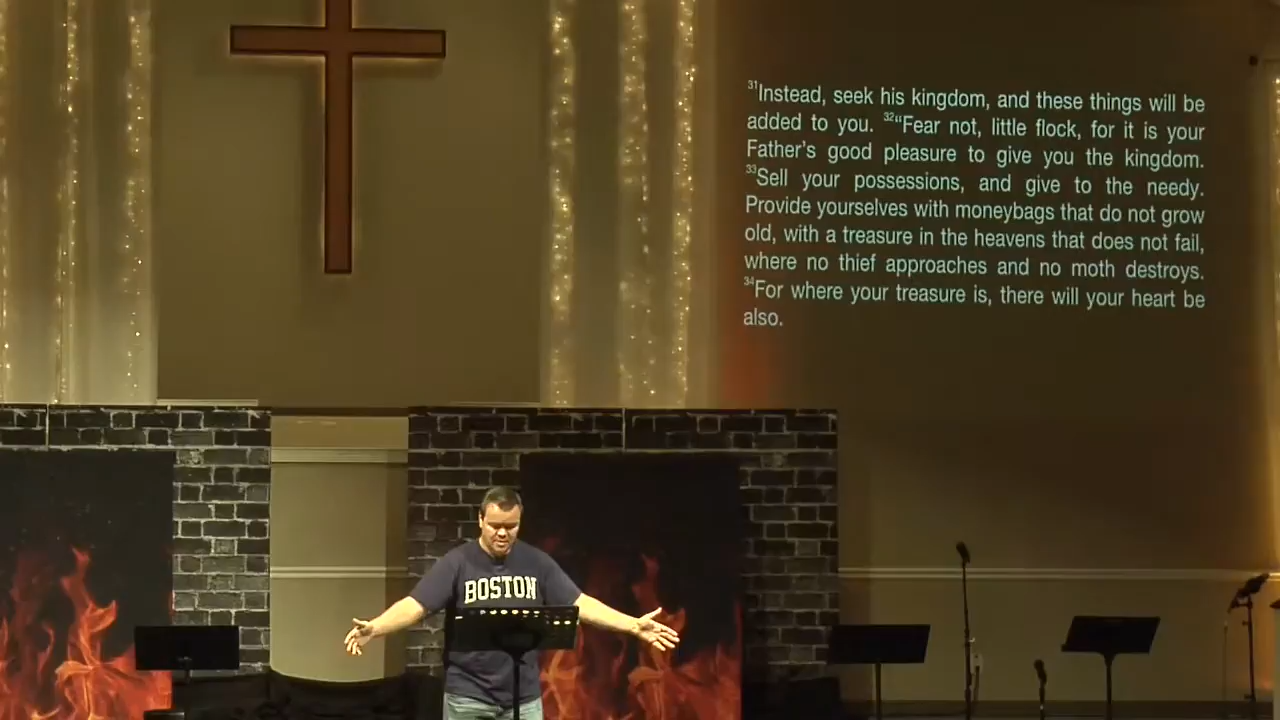 ³¹Instead, seek his kingdom, and these things will be
added to you. ³²“Fear not, little flock, for it is your
Father's good pleasure to give you the kingdom.
³³Sell your possessions, and give to the needy.
Provide yourselves with moneybags that do not grow
old, with a treasure in the heavens that does not fail,
where no thief approaches and no moth destroys.
³⁴For where your treasure is, there will your heart be
also.
BOSTON